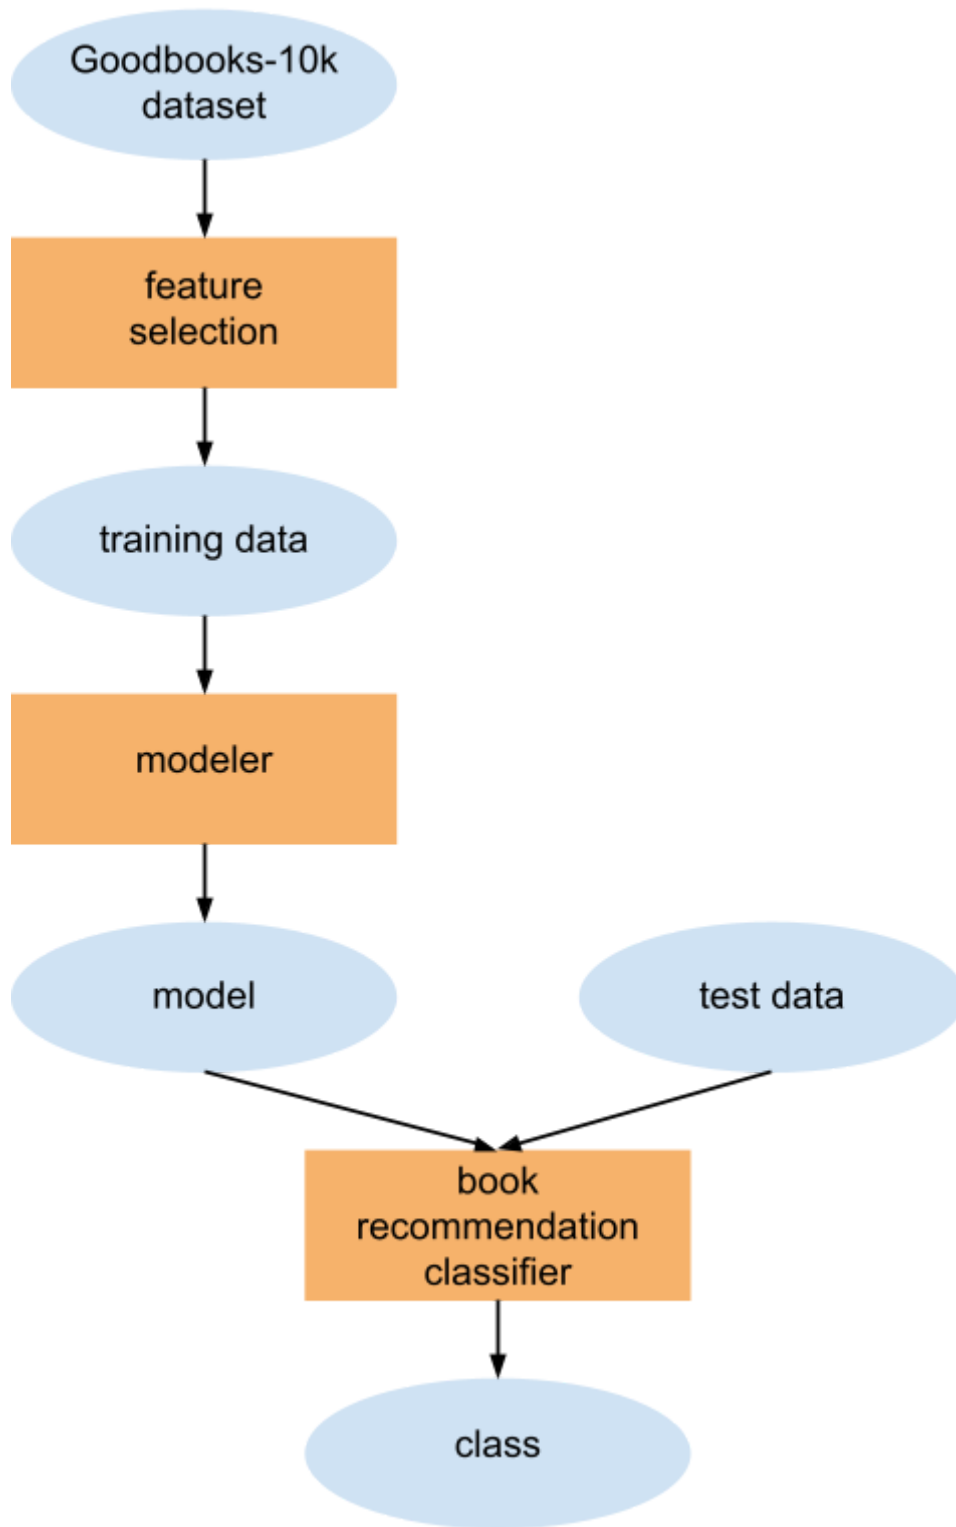 Goodbooks-10k
dataset
feature
selection
training data
modeler
model
test data
book
recommendation
classifier
class